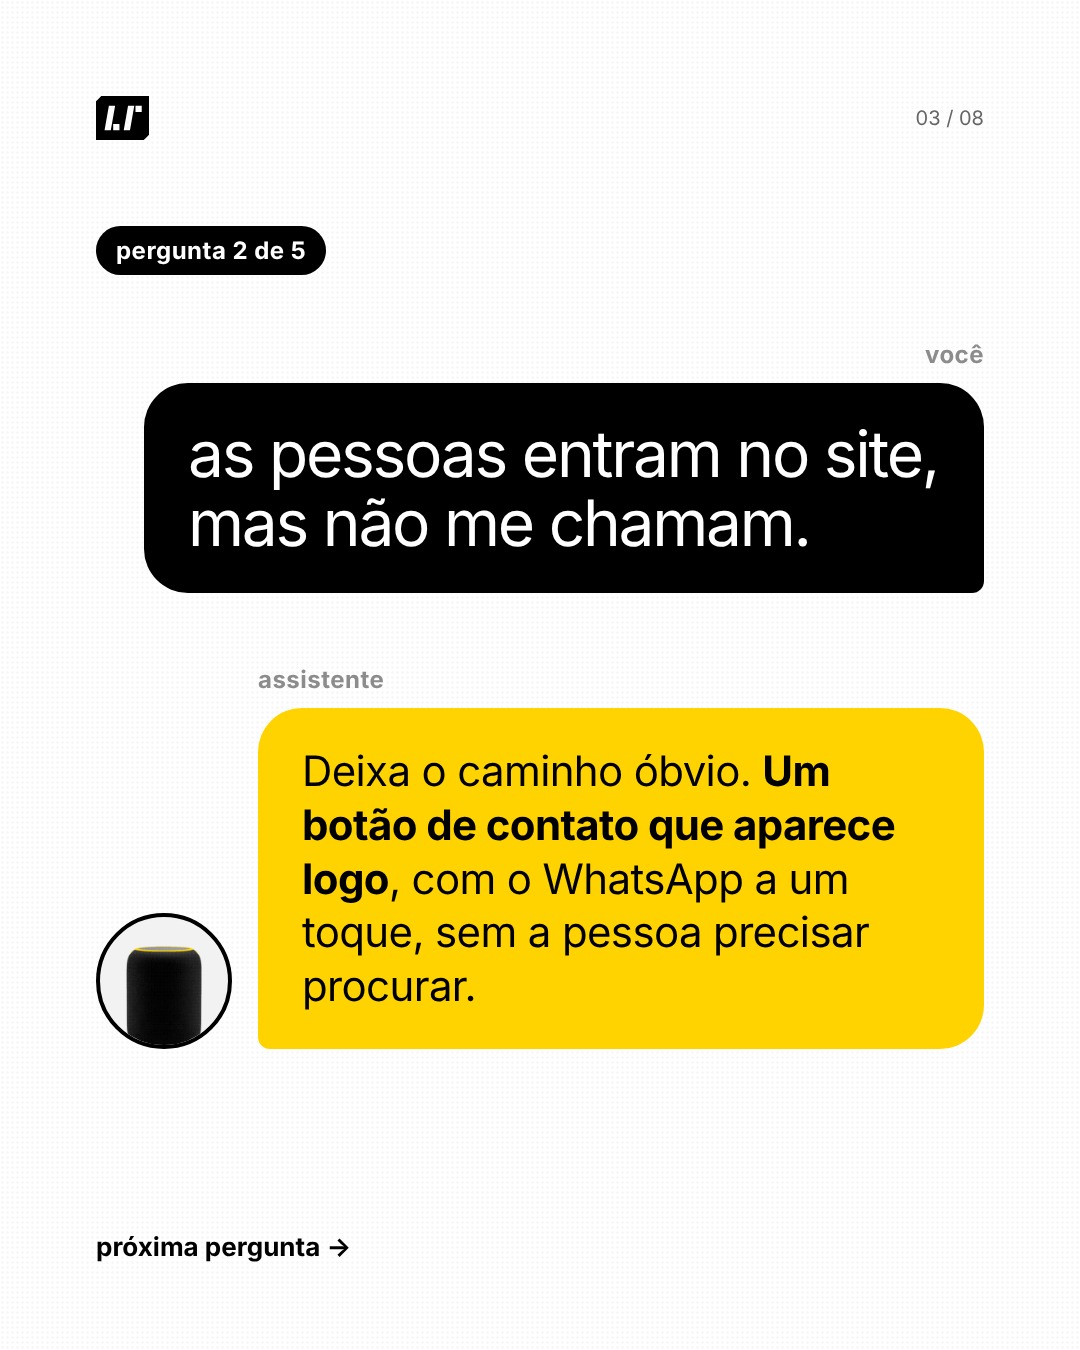 03 / 08
pergunta 2 de 5
você
as pessoas entram no site,
mas não me chamam.
assistente
Deixa o caminho óbvio. Um
botão de contato que aparece
logo, com o WhatsApp a um
toque, sem a pessoa precisar
procurar.
próxima pergunta →